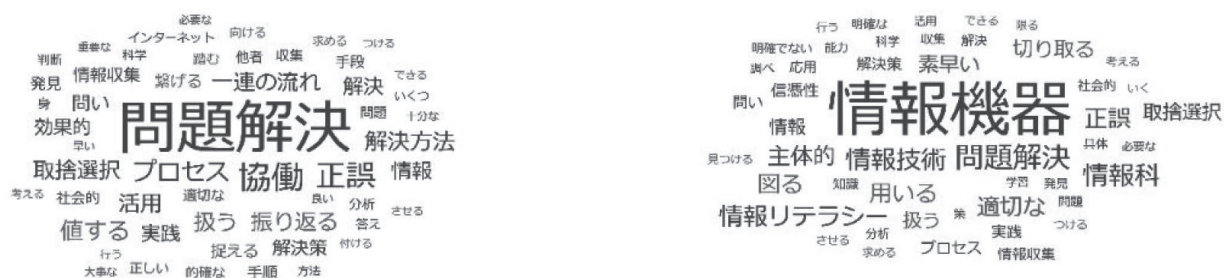 必要な
インターネット 向ける 求める つける
判断 重要な 科学 踏む 他者 収集 手段
発見 情報収集 繋げる 一連の流れ 解決 できる
身 問い 問題解決 問題 いくつ
効果的 十分な
早い 解決方法
取捨選択 プロセス 協働 正誤 情報
考える 社会的 活用 適切な 良い 分析 させる
値する 実践 扱う 振り返る 答え
行う 捉える 解決策 付ける
大事な 正しい 的確な 手順 方法
行う 明確な 活用 できる 限る
明確でない 能力 科学 収集 解決 切り取る
調べ 応用 解決策 素早い 考える
問い 信憑性 情報機器 社会的 いく
情報 正誤 取捨選択
見つける 主体的 情報技術 問題解決 具体 必要な
図る 知識 用いる 学習 発見 情報科
情報リテラシー 扱う 策 適切な 問題
させる 分析 実践 つける
求める プロセス 情報収集